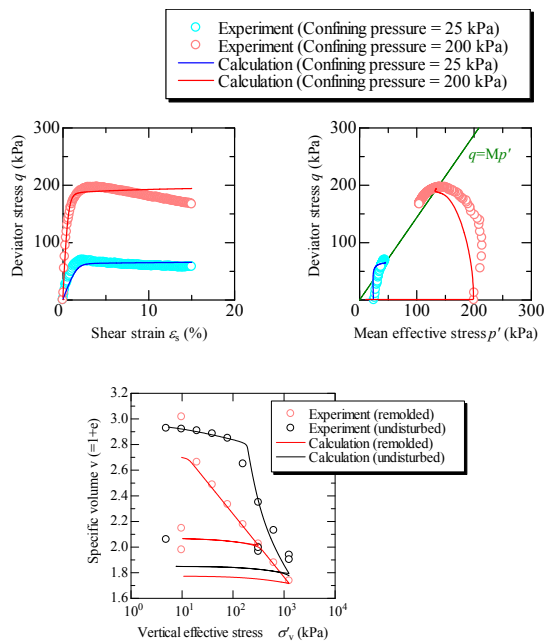 Experiment (Confining pressure = 25 kPa)
Experiment (Confining pressure = 200 kPa)
Calculation (Confining pressure = 25 kPa)
Calculation (Confining pressure = 200 kPa)
Deviator stress q (kPa)
300
200
100
0
0 10 20
Shear strain εs (%)
Deviator stress q (kPa)
300
200
100
0
q=Mp′
0 100 200 300
Mean effective stress p′ (kPa)
Specific volume v (=1+e)
3.2
3.0
2.8
2.6
2.4
2.2
2.0
1.8
1.6
Experiment (remolded)
Experiment (undisturbed)
Calculation (remolded)
Calculation (undisturbed)
10⁰ 10¹ 10² 10³ 10⁴
Vertical effective stress σ′v (kPa)